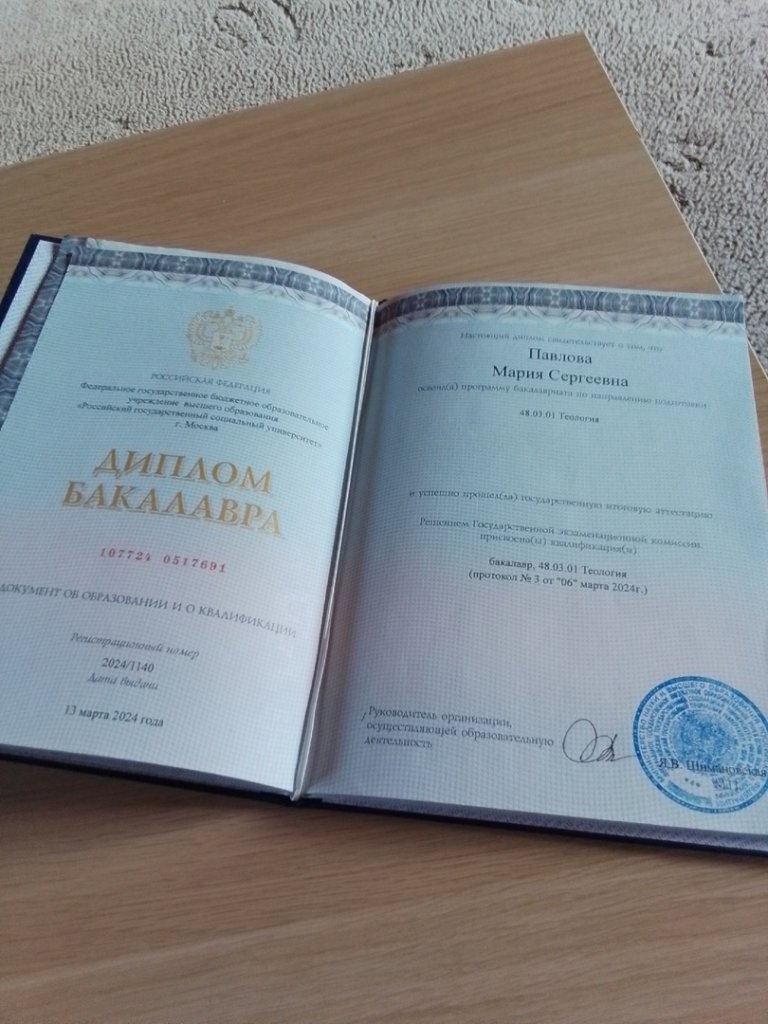 РОССИЙСКАЯ ФЕДЕРАЦИЯ
Федеральное государственное бюджетное образовательное
учреждение высшего образования
«Российский государственный социальный университет»
г. Москва
ДИПЛОМ
БАКАЛАВРА
107724 0517691
ДОКУМЕНТ ОБ ОБРАЗОВАНИИ И О КВАЛИФИКАЦИИ
Регистрационный номер
2024/1140
Дата выдачи
13 марта 2024 года
Настоящий диплом свидетельствует о том, что
Павлова
Мария Сергеевна
освоил(а) программу бакалавриата по направлению подготовки
48.03.01 Теология
и успешно прошел(ла) государственную итоговую аттестацию
Решением Государственной экзаменационной комиссии
присвоена(ы) квалификация(и)
бакалавр, 48.03.01 Теология
(протокол № 3 от "06" марта 2024г.)
Руководитель организации,
осуществляющей образовательную
деятельность
Я.В. Шимановская